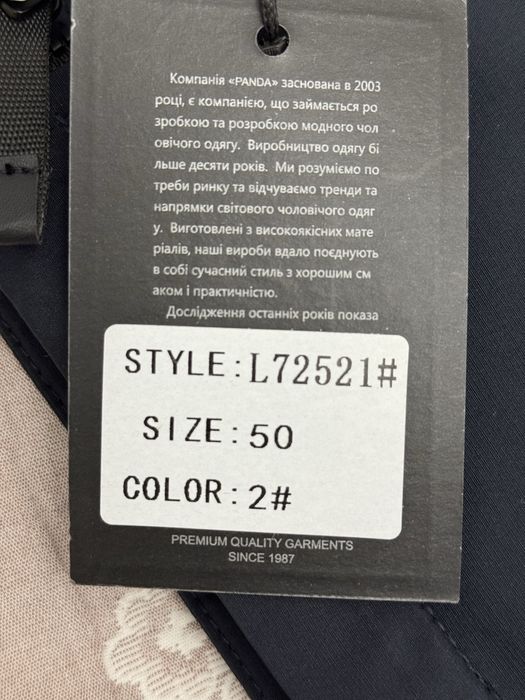 Компанія «PANDA» заснована в 2003
році, є компанією, що займається ро
зробкою та розробкою модного чол
овічого одягу. Виробництво одягу бі
льше десяти років. Ми розуміємо по
треби ринку та відчуваємо тренди та
напрямки світового чоловічого одяг
у. Виготовлені з високоякісних мате
ріалів, наші вироби вдало поєднують
в собі сучасний стиль з хорошим см
аком і практичністю.
Дослідження останніх років показа
STYLE:L72521#
SIZE:50
COLOR:2#
PREMIUM QUALITY GARMENTS
SINCE 1987